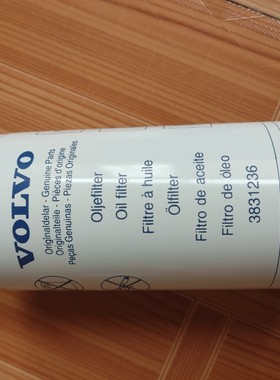 VOLVO
Originaldelar - Genuine Parts
Originalteile - Pièces d'origine
Peças Genuinas - Piezas Originales
Oljefilter
Oil filter
Filtre à huile
Ölfilter
Filtro de aceite
Filtro de óleo
3831236